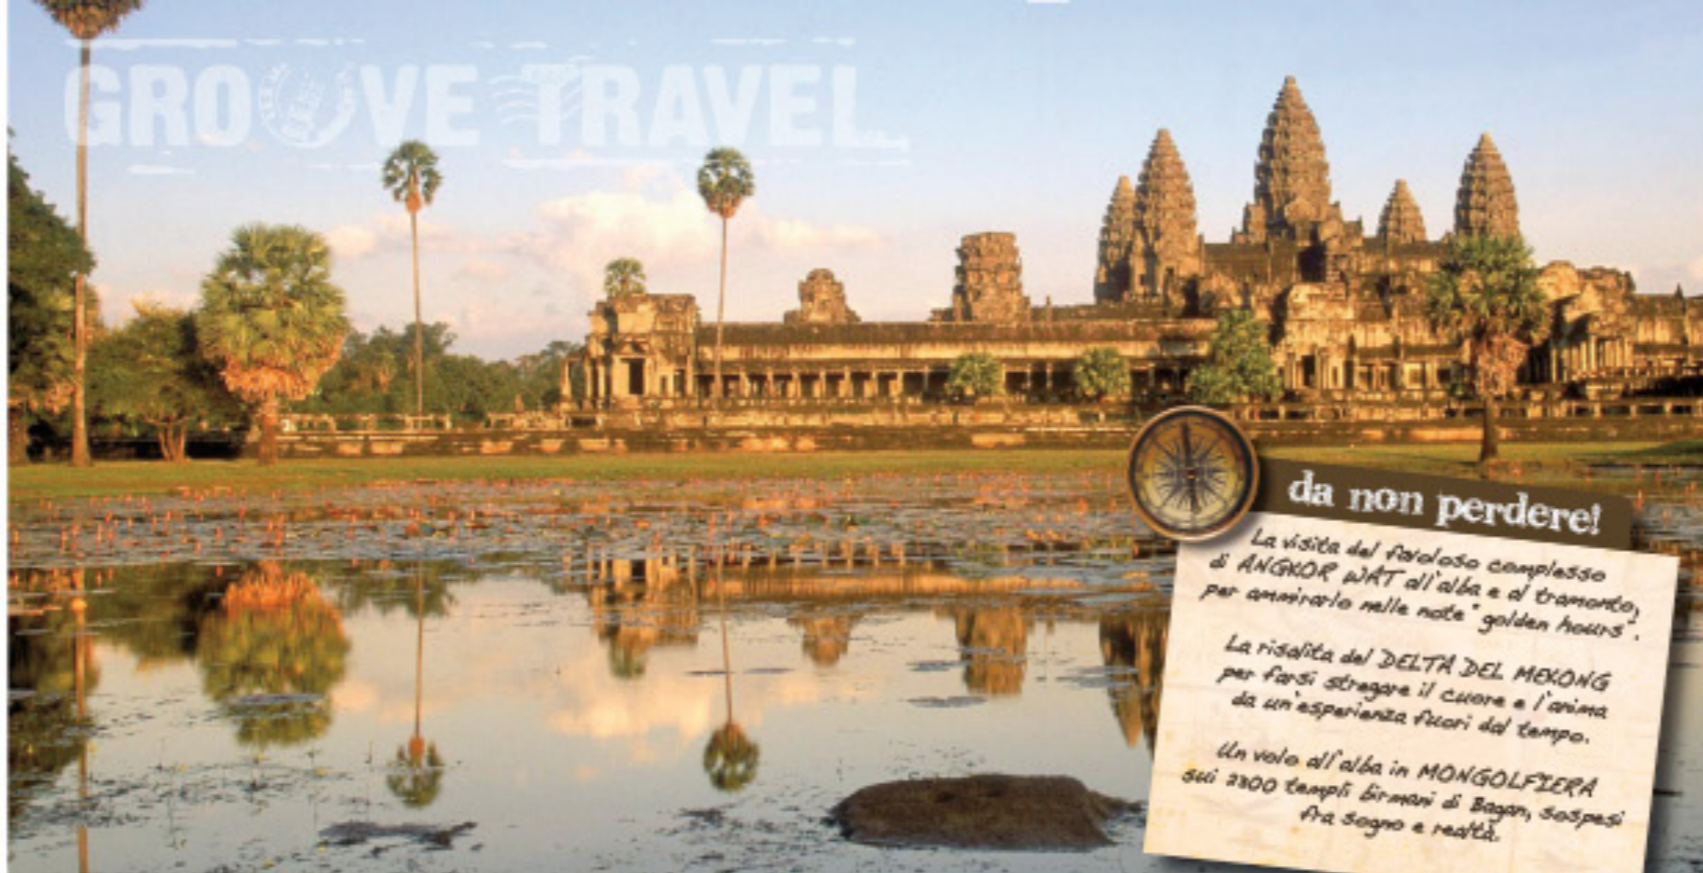 GROOVE TRAVEL
da non perdere!
La visita del favoloso complesso
di ANGKOR WAT all'alba e al tramonto,
per ammirarlo nelle note "golden hours".
La risalita del DELTA DEL MEKONG
per farsi stregare il cuore e l'anima
da un'esperienza fuori dal tempo.
Un volo all'alba in MONGOLFIERA
sui 2300 templi birmani di Bagan, sospesi
fra sogno e realtà.